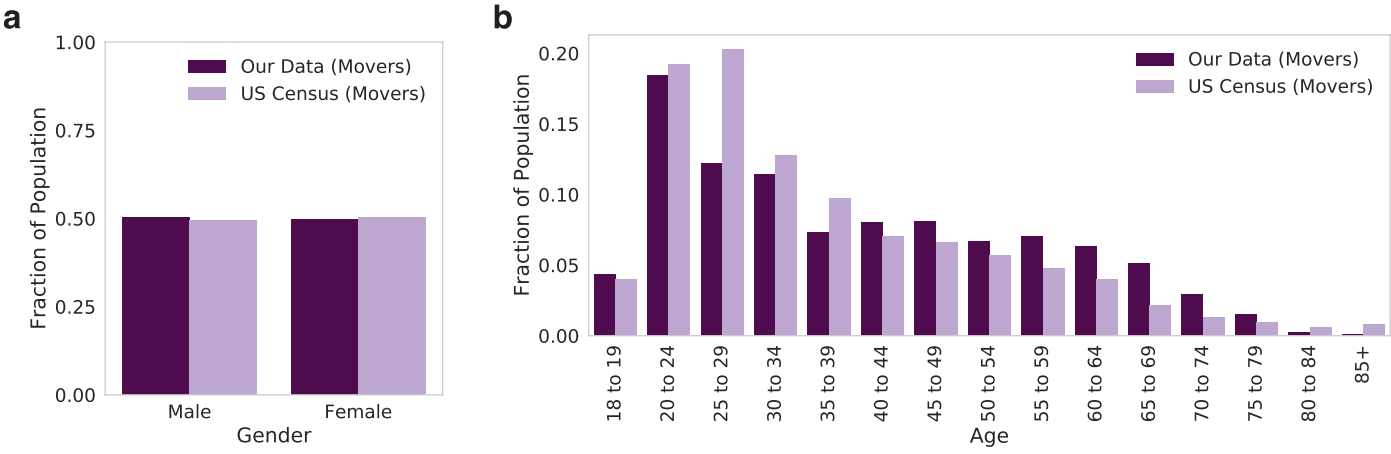 a
1.00
0.75
0.50
0.25
0.00
Fraction of Population
Our Data (Movers)
US Census (Movers)
Male
Female
Gender
b
0.20
0.15
0.10
0.05
0.00
Fraction of Population
Our Data (Movers)
US Census (Movers)
18 to 19
20 to 24
25 to 29
30 to 34
35 to 39
40 to 44
45 to 49
50 to 54
55 to 59
60 to 64
65 to 69
70 to 74
75 to 79
80 to 84
85+
Age